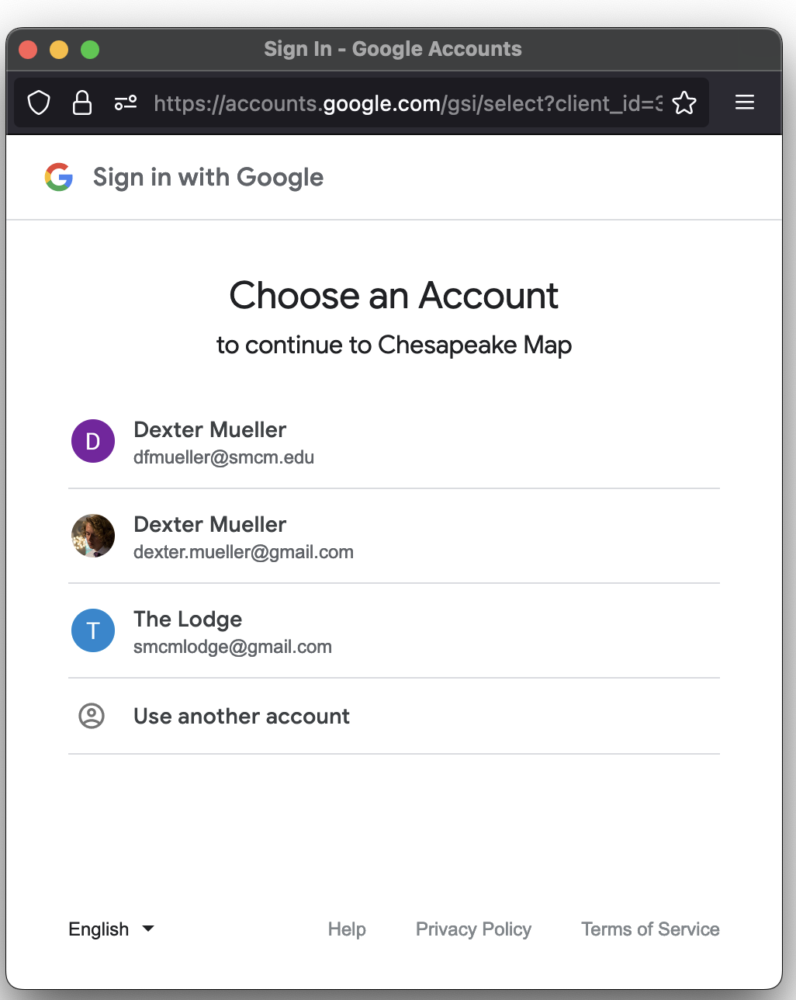 Sign In - Google Accounts
https://accounts.google.com/gsi/select?client_id=3
Sign in with Google
Choose an Account
to continue to Chesapeake Map
D
Dexter Mueller
dfmueller@smcm.edu
Dexter Mueller
dexter.mueller@gmail.com
T
The Lodge
smcmlodge@gmail.com
Use another account
English
Help
Privacy Policy
Terms of Service